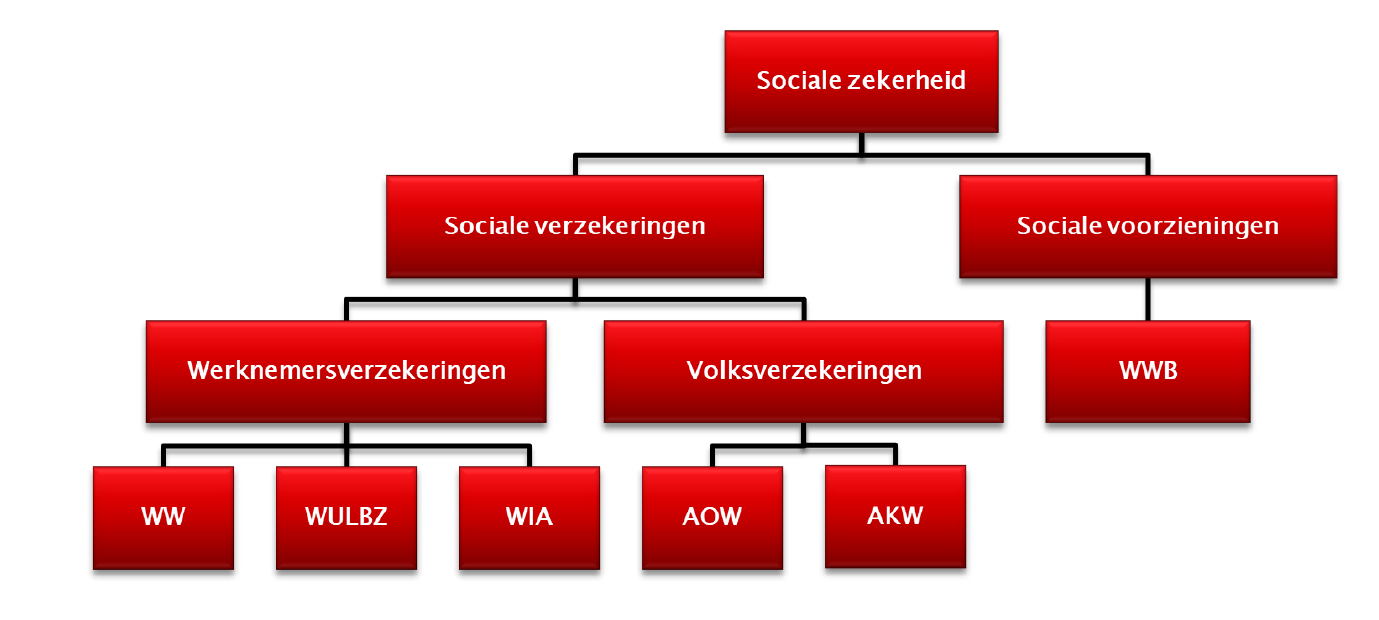 Sociale zekerheid
Sociale verzekeringen
Sociale voorzieningen
Werknemersverzekeringen
Volksverzekeringen
WWB
WW
WULBZ
WIA
AOW
AKW